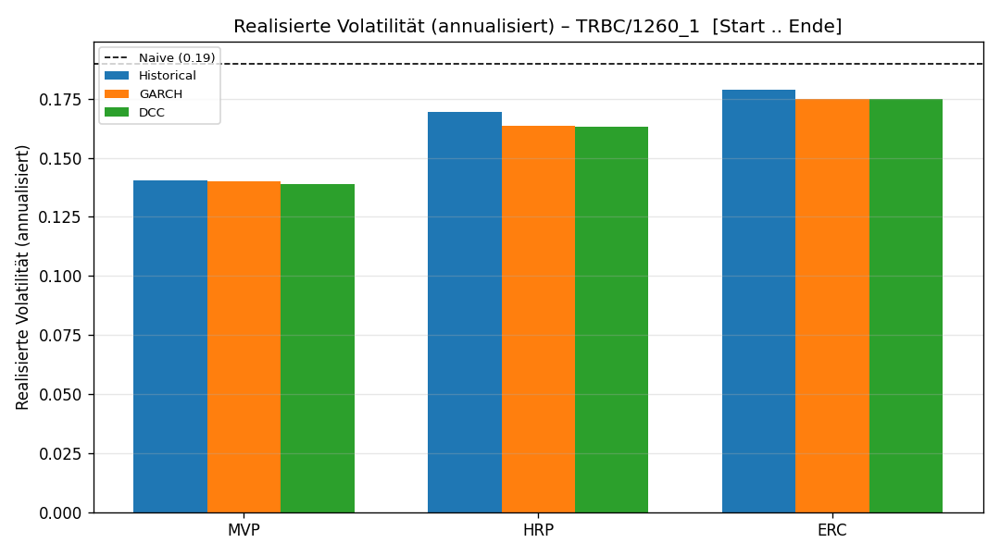 Realisierte Volatilität (annualisiert) – TRBC/1260_1  [Start .. Ende]
Naive (0.19)
Historical
GARCH
DCC
Realisierte Volatilität (annualisiert)
0.175
0.150
0.125
0.100
0.075
0.050
0.025
0.000
MVP
HRP
ERC